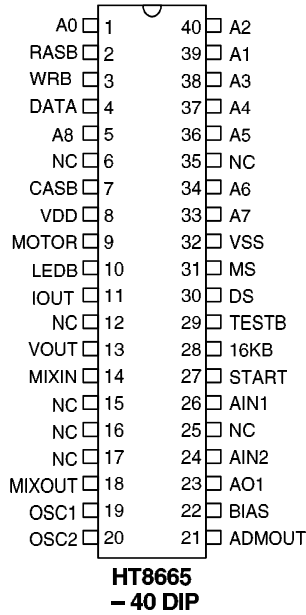 A0 1 40 A2
RASB 2 39 A1
WRB 3 38 A3
DATA 4 37 A4
A8 5 36 A5
NC 6 35 NC
CASB 7 34 A6
VDD 8 33 A7
MOTOR 9 32 VSS
LEDB 10 31 MS
IOUT 11 30 DS
NC 12 29 TESTB
VOUT 13 28 16KB
MIXIN 14 27 START
NC 15 26 AIN1
NC 16 25 NC
NC 17 24 AIN2
MIXOUT 18 23 AO1
OSC1 19 22 BIAS
OSC2 20 21 ADMOUT
HT8665
– 40 DIP